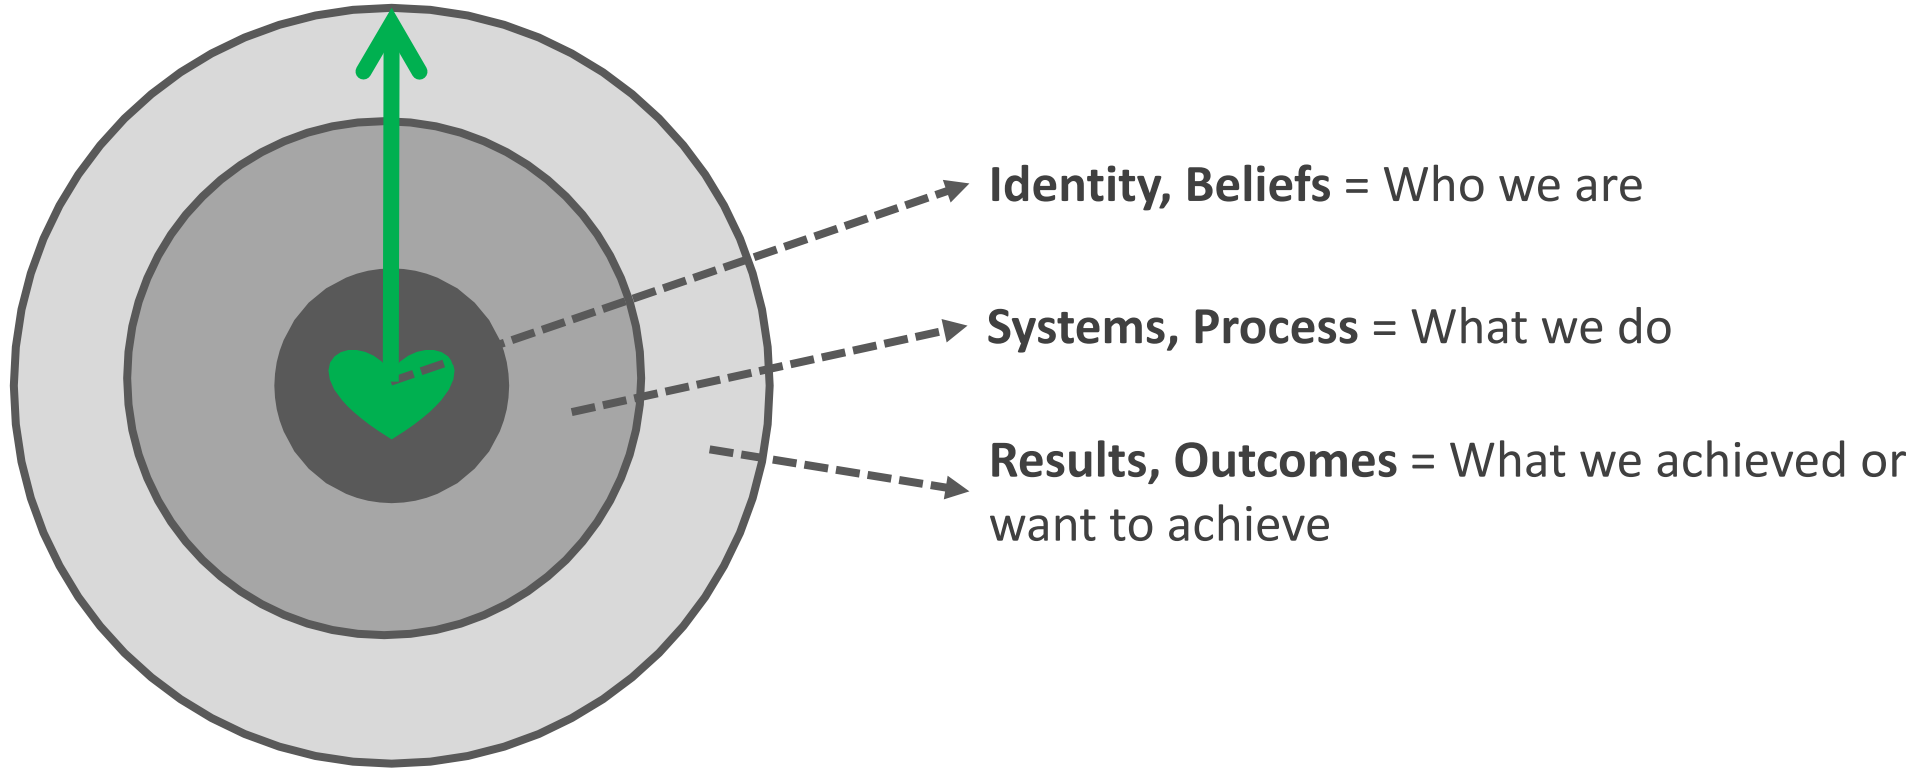 Identity, Beliefs = Who we are
Systems, Process = What we do
Results, Outcomes = What we achieved or
want to achieve